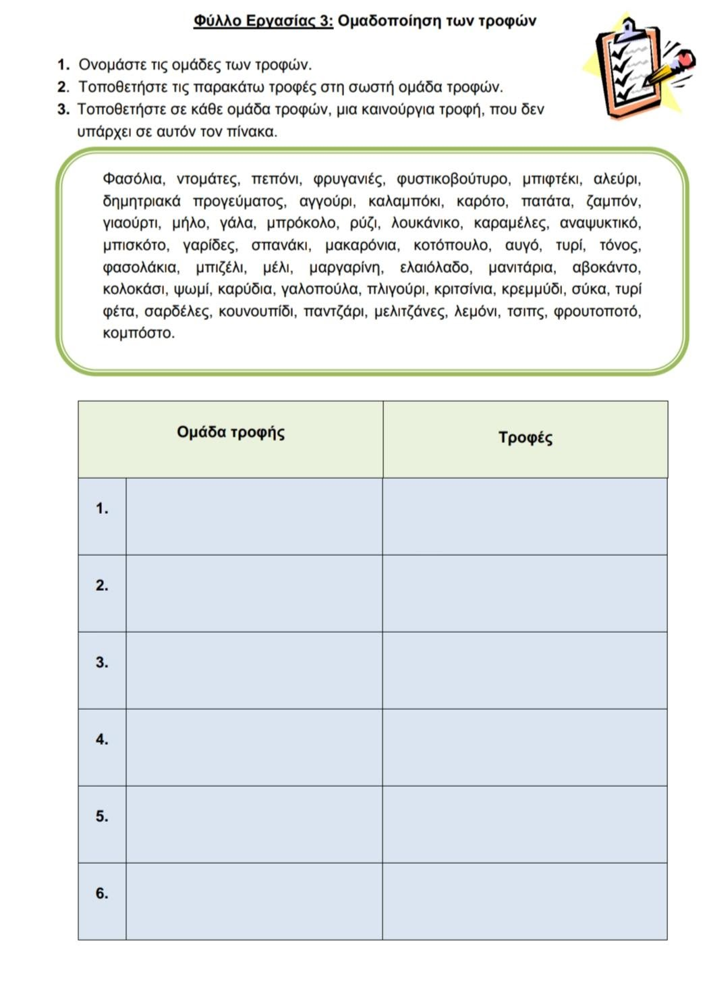 Φύλλο Εργασίας 3: Ομαδοποίηση των τροφών
1. Ονομάστε τις ομάδες των τροφών.
2. Τοποθετήστε τις παρακάτω τροφές στη σωστή ομάδα τροφών.
3. Τοποθετήστε σε κάθε ομάδα τροφών, μια καινούργια τροφή, που δεν
υπάρχει σε αυτόν τον πίνακα.
Φασόλια, ντομάτες, πεπόνι, φρυγανιές, φυστικοβούτυρο, μπιφτέκι, αλεύρι,
δημητριακά προγεύματος, αγγούρι, καλαμπόκι, καρότο, πατάτα, ζαμπόν,
γιαούρτι, μήλο, γάλα, μπρόκολο, ρύζι, λουκάνικο, καραμέλες, αναψυκτικό,
μπισκότο, γαρίδες, σπανάκι, μακαρόνια, κοτόπουλο, αυγό, τυρί, τόνος,
φασολάκια, μπιζέλι, μέλι, μαργαρίνη, ελαιόλαδο, μανιτάρια, αβοκάντο,
κολοκάσι, ψωμί, καρύδια, γαλοπούλα, πλιγούρι, κριτσίνια, κρεμμύδι, σύκα, τυρί
φέτα, σαρδέλες, κουνουπίδι, παντζάρι, μελιτζάνες, λεμόνι, τσιπς, φρουτοποτό,
κομπόστο.
Ομάδα τροφής
Τροφές
1.
2.
3.
4.
5.
6.